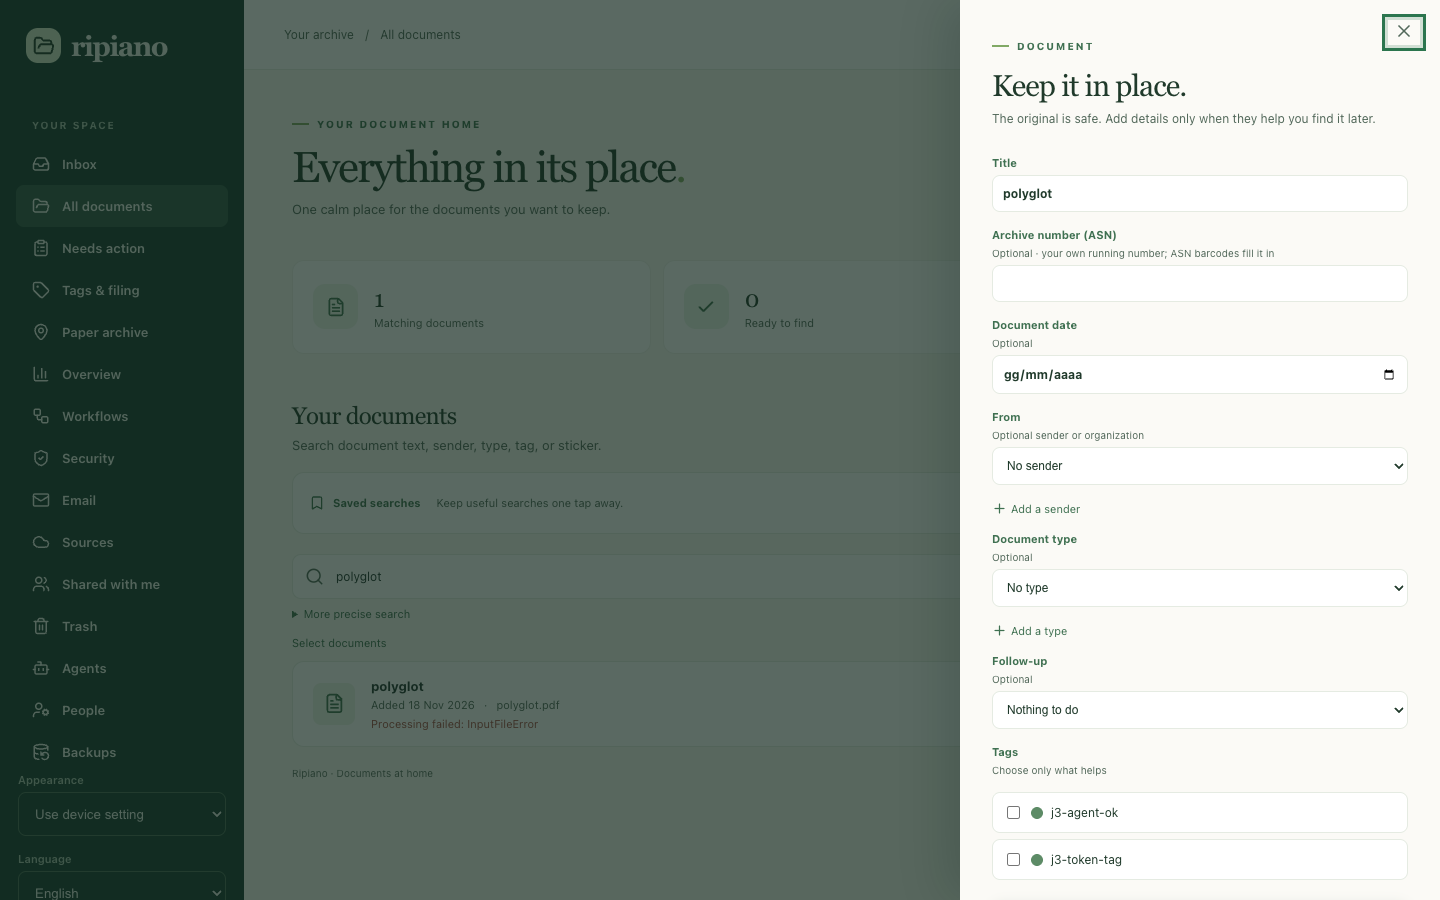 ripiano
YOUR SPACE
Inbox
All documents
Needs action
Tags & filing
Paper archive
Overview
Workflows
Security
Email
Sources
Shared with me
Trash
Agents
People
Backups
Appearance
Use device setting
Language
English
Your archive / All documents
YOUR DOCUMENT HOME
Everything in its place.
One calm place for the documents you want to keep.
1
Matching documents
0
Ready to find
Your documents
Search document text, sender, type, tag, or sticker.
Saved searches Keep useful searches one tap away.
polyglot
More precise search
Select documents
polyglot
Added 18 Nov 2026 · polyglot.pdf
Processing failed: InputFileError
Ripiano · Documents at home
DOCUMENT
Keep it in place.
The original is safe. Add details only when they help you find it later.
Title
polyglot
Archive number (ASN)
Optional · your own running number; ASN barcodes fill it in
Document date
Optional
gg/mm/aaaa
From
Optional sender or organization
No sender
Add a sender
Document type
Optional
No type
Add a type
Follow-up
Optional
Nothing to do
Tags
Choose only what helps
j3-agent-ok
j3-token-tag